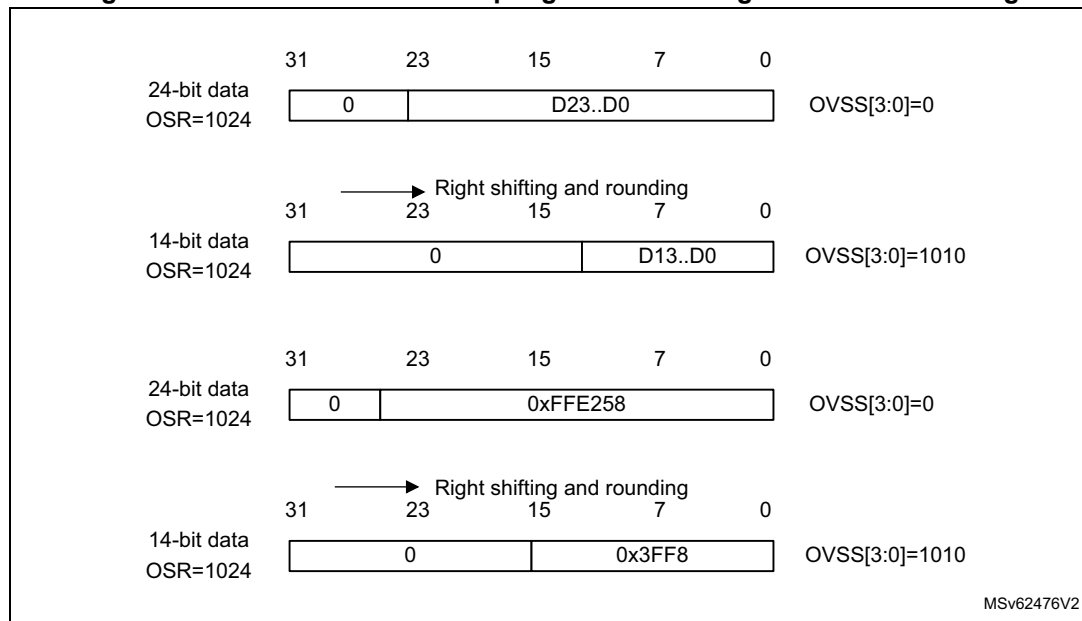 31 23 15 7 0
24-bit data
OSR=1024
0 D23..D0 OVSS[3:0]=0
Right shifting and rounding
31 23 15 7 0
14-bit data
OSR=1024
0 D13..D0 OVSS[3:0]=1010
31 23 15 7 0
24-bit data
OSR=1024
0 0xFFE258 OVSS[3:0]=0
Right shifting and rounding
31 23 15 7 0
14-bit data
OSR=1024
0 0x3FF8 OVSS[3:0]=1010
MSv62476V2